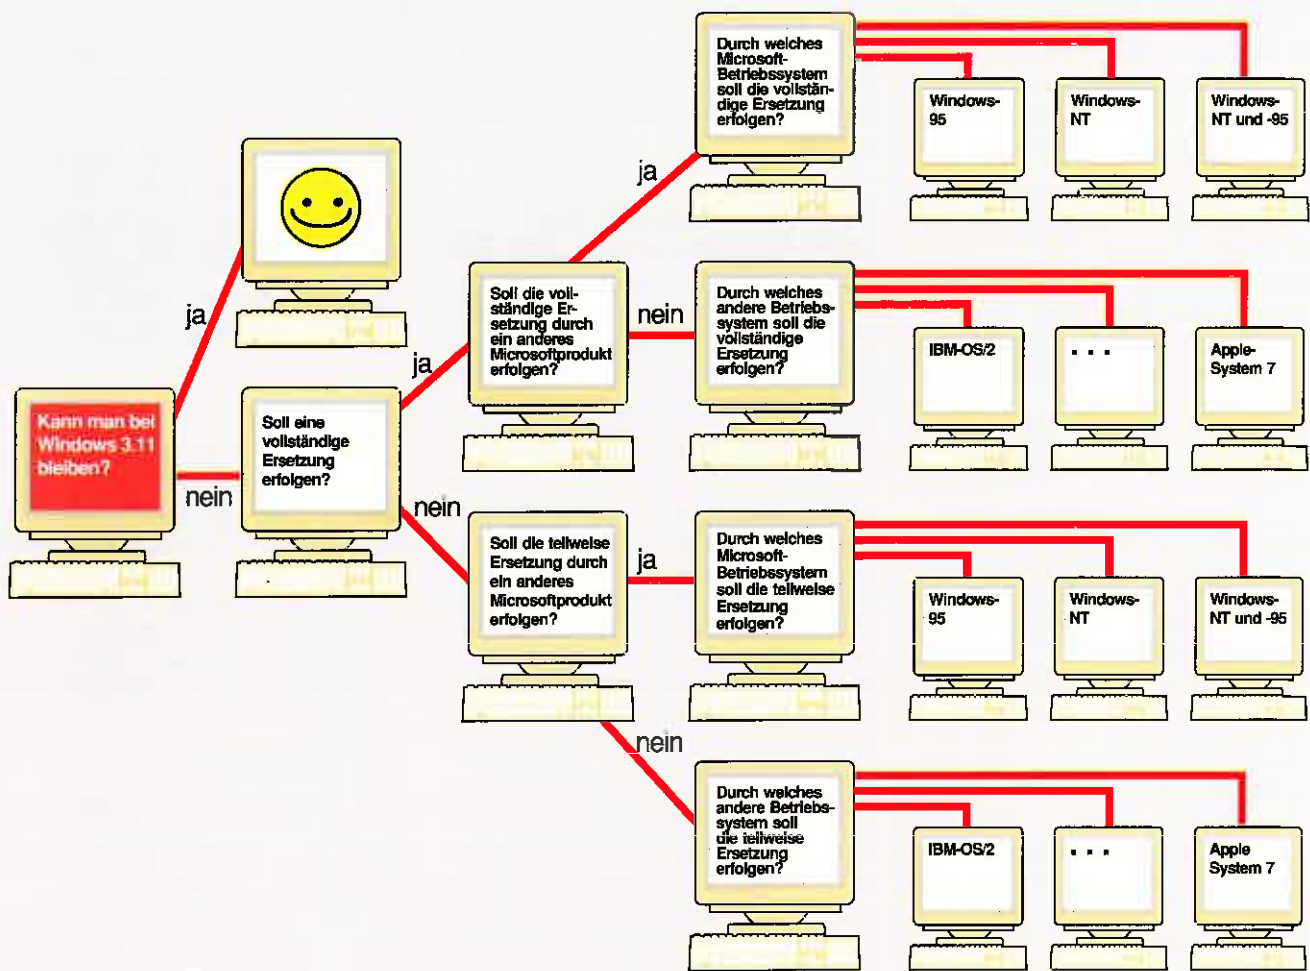 Kann man bei
Windows 3.11
bleiben?
ja
nein
Soll eine
vollständige
Ersetzung
erfolgen?
ja
nein
Soll die voll-
ständige Er-
setzung durch
ein anderes
Microsoftprodukt
erfolgen?
ja
nein
Durch welches
Microsoft-
Betriebssystem
soll die vollstän-
dige Ersetzung
erfolgen?
Windows-
95
Windows-
NT
Windows-
NT und -95
Durch welches
andere Betriebs-
system soll die
vollständige
Ersetzung
erfolgen?
IBM-OS/2
. . .
Apple-
System 7
Soll die teilweise
Ersetzung durch
ein anderes
Microsoftprodukt
erfolgen?
ja
nein
Durch welches
Microsoft-
Betriebssystem
soll die teilweise
Ersetzung
erfolgen?
Windows-
95
Windows-
NT
Windows-
NT und -95
Durch welches
andere Betriebs-
system soll
die teilweise
Ersetzung
erfolgen?
IBM-OS/2
. . .
Apple
System 7